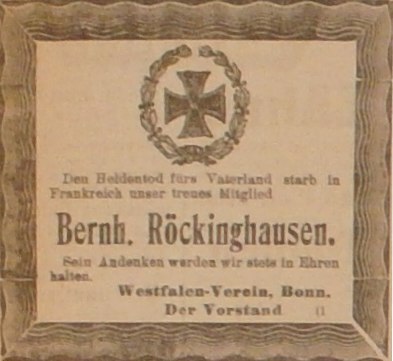 Den Heldentod fürs Vaterland starb in
Frankreich unser treues Mitglied
Bernh. Röckinghausen.
Sein Andenken werden wir stets in Ehren
halten.
Westfalen-Verein, Bonn.
Der Vorstand (1